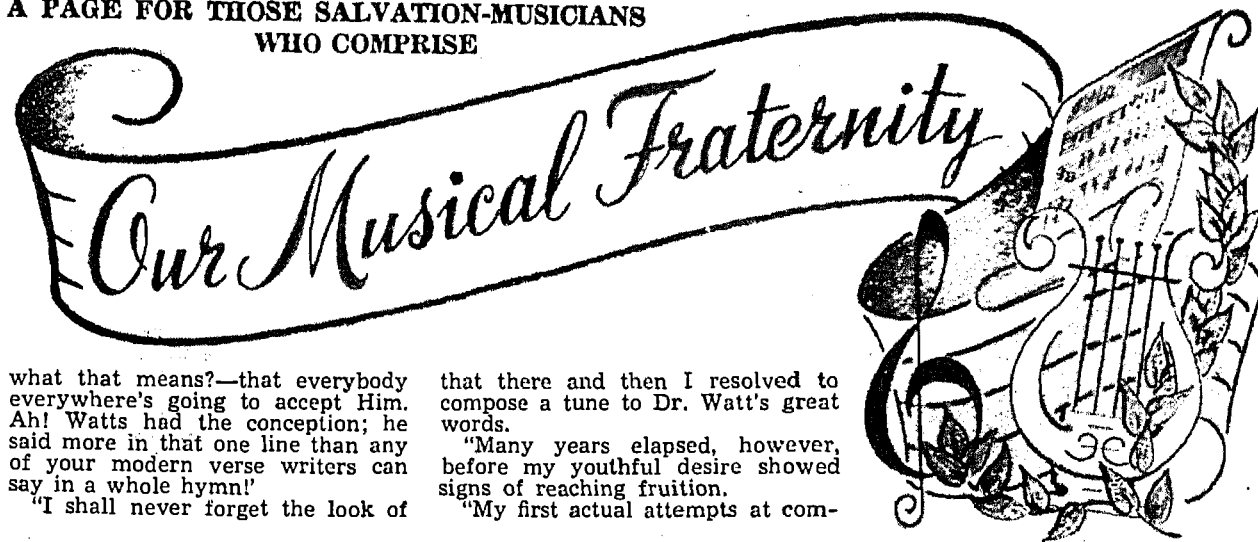 A PAGE FOR THOSE SALVATION-MUSICIANS
WHO COMPRISE
Our Musical Fraternity
what that means?—that everybody
everywhere's going to accept Him.
Ah! Watts had the conception; he
said more in that one line than any
of your modern verse writers can
say in a whole hymn!'
"I shall never forget the look of
that there and then I resolved to
compose a tune to Dr. Watt's great
words.
"Many years elapsed, however,
before my youthful desire showed
signs of reaching fruition.
"My first actual attempts at com-